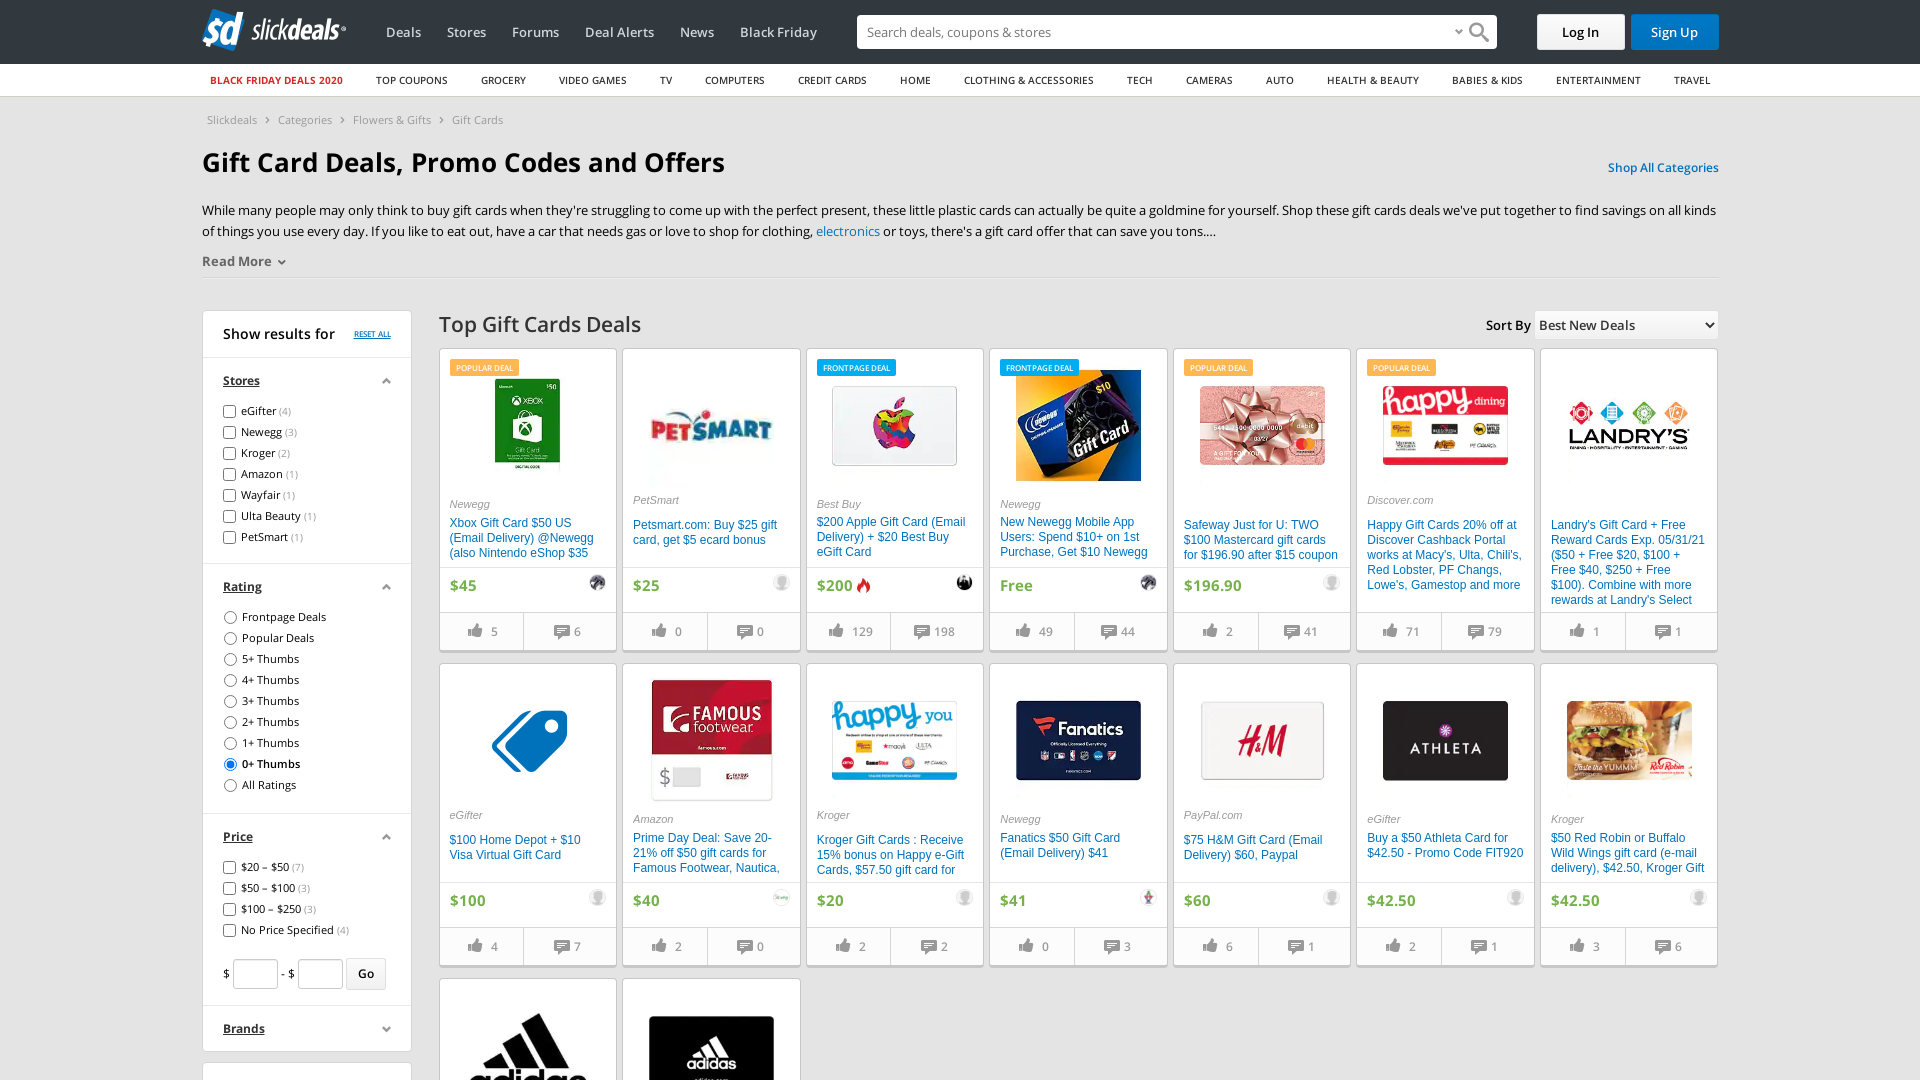 slickdeals
Deals
Stores
Forums
Deal Alerts
News
Black Friday
Search deals, coupons & stores
Log In
Sign Up
BLACK FRIDAY DEALS 2020
TOP COUPONS
GROCERY
VIDEO GAMES
TV
COMPUTERS
CREDIT CARDS
HOME
CLOTHING & ACCESSORIES
TECH
CAMERAS
AUTO
HEALTH & BEAUTY
BABIES & KIDS
ENTERTAINMENT
TRAVEL
Slickdeals > Categories > Flowers & Gifts > Gift Cards
Gift Card Deals, Promo Codes and Offers
Shop All Categories
While many people may only think to buy gift cards when they're struggling to come up with the perfect present, these little plastic cards can actually be quite a goldmine for yourself. Shop these gift cards deals we've put together to find savings on all kinds
of things you use every day. If you like to eat out, have a car that needs gas or love to shop for clothing, electronics or toys, there's a gift card offer that can save you tons....
Read More
Show results for
RESET ALL
Stores
eGifter (4)
Newegg (3)
Kroger (2)
Amazon (1)
Wayfair (1)
Ulta Beauty (1)
PetSmart (1)
Rating
Frontpage Deals
Popular Deals
5+ Thumbs
4+ Thumbs
3+ Thumbs
2+ Thumbs
1+ Thumbs
0+ Thumbs
All Ratings
Price
$20 – $50 (7)
$50 – $100 (3)
$100 – $250 (3)
No Price Specified (4)
$ - $ Go
Brands
Top Gift Cards Deals
Sort By Best New Deals
POPULAR DEAL
XBOX
Newegg
Xbox Gift Card $50 US
(Email Delivery) @Newegg
(also Nintendo eShop $35
$45
5
6
PETSMART
PetSmart
Petsmart.com: Buy $25 gift
card, get $5 ecard bonus
$25
0
0
FRONTPAGE DEAL
Best Buy
$200 Apple Gift Card (Email
Delivery) + $20 Best Buy
eGift Card
$200
129
198
FRONTPAGE DEAL
$10
newegg
Gift Card
Newegg
New Newegg Mobile App
Users: Spend $10+ on 1st
Purchase, Get $10 Newegg
Free
49
44
POPULAR DEAL
debit
Safeway Just for U: TWO
$100 Mastercard gift cards
for $196.90 after $15 coupon
$196.90
2
41
POPULAR DEAL
happy dining
Discover.com
Happy Gift Cards 20% off at
Discover Cashback Portal
works at Macy's, Ulta, Chili's,
Red Lobster, PF Changs,
Lowe's, Gamestop and more
71
79
LANDRY'S
DINING • HOSPITALITY • ENTERTAINMENT • GAMING
Landry's Gift Card + Free
Reward Cards Exp. 05/31/21
($50 + Free $20, $100 +
Free $40, $250 + Free
$100). Combine with more
rewards at Landry's Select
1
1
eGifter
$100 Home Depot + $10
Visa Virtual Gift Card
$100
4
7
FAMOUS
footwear.
famous.com
$
Amazon
Prime Day Deal: Save 20-
21% off $50 gift cards for
Famous Footwear, Nautica,
$40
2
0
happy you
Kroger
Kroger Gift Cards : Receive
15% bonus on Happy e-Gift
Cards, $57.50 gift card for
$20
2
2
Fanatics
Officially Licensed Everything
Newegg
Fanatics $50 Gift Card
(Email Delivery) $41
$41
0
3
H&M
PayPal.com
$75 H&M Gift Card (Email
Delivery) $60, Paypal
$60
6
1
ATHLETA
eGifter
Buy a $50 Athleta Card for
$42.50 - Promo Code FIT920
$42.50
2
1
Taste the YUMMM
Red Robin
Kroger
$50 Red Robin or Buffalo
Wild Wings gift card (e-mail
delivery), $42.50, Kroger Gift
$42.50
3
6
adidas
adidas